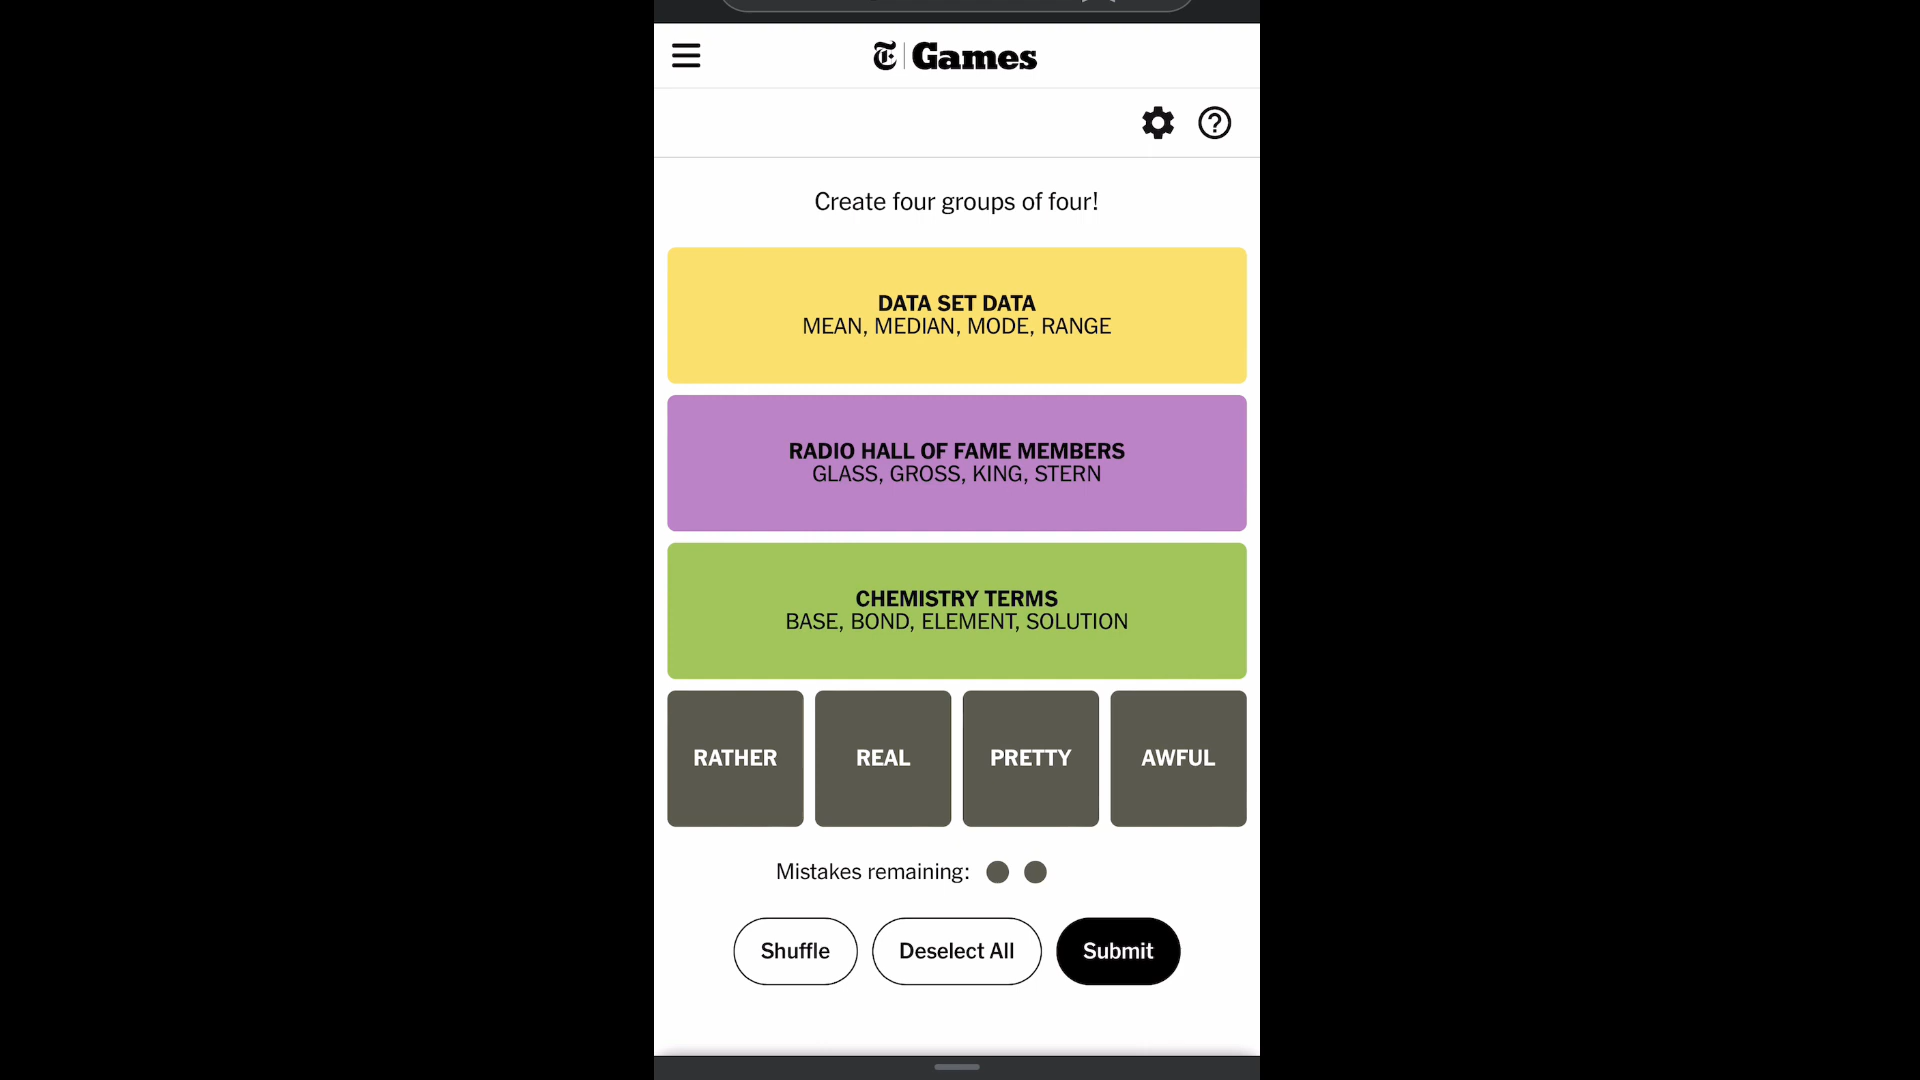 T Games
Create four groups of four!
DATA SET DATA
MEAN, MEDIAN, MODE, RANGE
RADIO HALL OF FAME MEMBERS
GLASS, GROSS, KING, STERN
CHEMISTRY TERMS
BASE, BOND, ELEMENT, SOLUTION
RATHER REAL PRETTY AWFUL
Mistakes remaining:
Shuffle Deselect All Submit